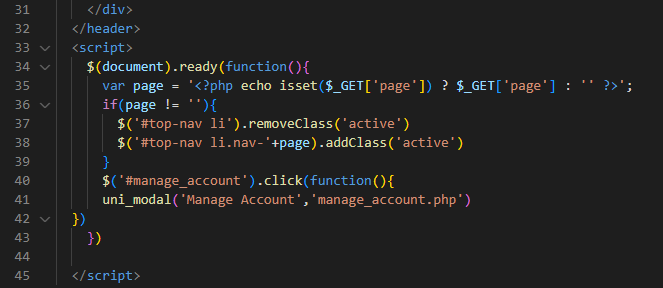 31 </div>
32 </header>
33 <script>
34 $(document).ready(function(){
35 var page = '<?php echo isset($_GET['page']) ? $_GET['page'] : '' ?>';
36 if(page != ''){
37 $('#top-nav li').removeClass('active')
38 $('#top-nav li.nav-'+page).addClass('active')
39 }
40 $('#manage_account').click(function(){
41 uni_modal('Manage Account','manage_account.php')
42 })
43 })
44
45 </script>